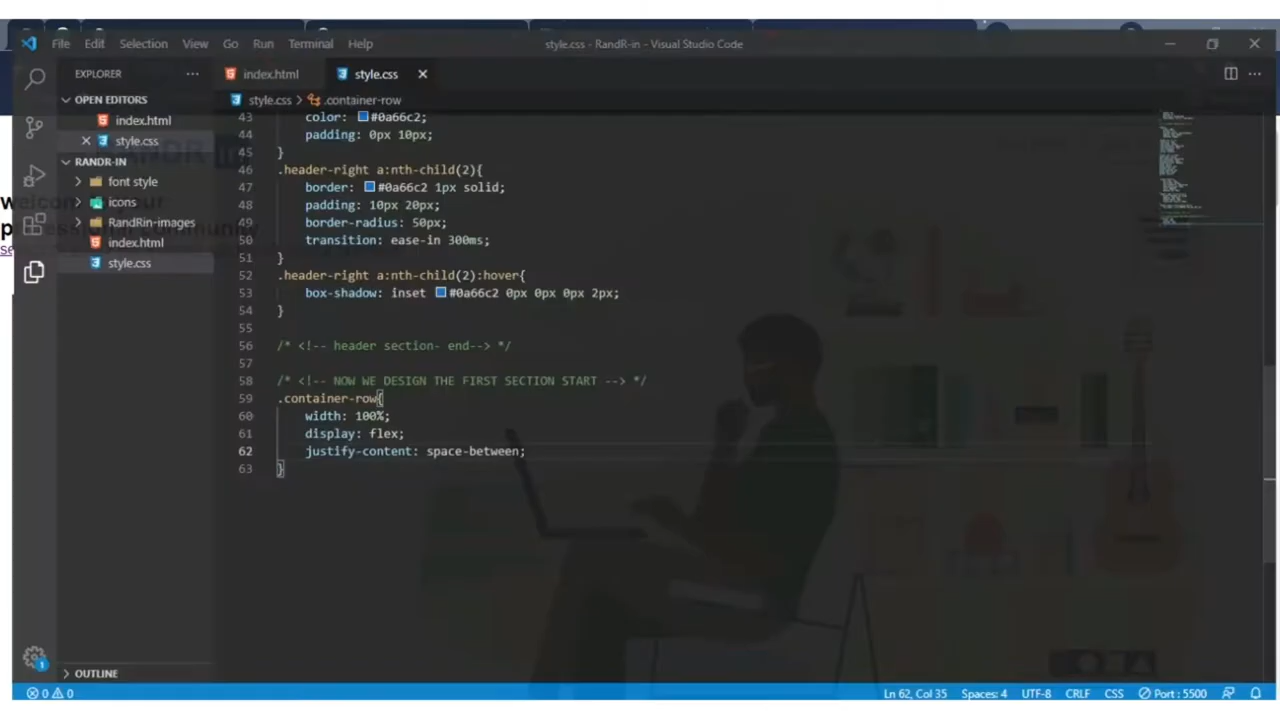 File Edit Selection View Go Run Terminal Help
style.css - RandR-in - Visual Studio Code
EXPLORER
OPEN EDITORS
index.html
style.css
RANDR-IN
font style
icons
RandRin-images
index.html
style.css
OUTLINE
index.html
style.css
style.css > .container-row
43 color: #0a66c2;
44 padding: 0px 10px;
45 }
46 .header-right a:nth-child(2){
47 border: #0a66c2 1px solid;
48 padding: 10px 20px;
49 border-radius: 50px;
50 transition: ease-in 300ms;
51 }
52 .header-right a:nth-child(2):hover{
53 box-shadow: inset #0a66c2 0px 0px 0px 2px;
54 }
55
56 /* <!-- header section- end--> */
57
58 /* <!-- NOW WE DESIGN THE FIRST SECTION START --> */
59 .container-row{
60 width: 100%;
61 display: flex;
62 justify-content: space-between;
63 }
0 0
Ln 62, Col 35 Spaces: 4 UTF-8 CRLF CSS Port : 5500
1